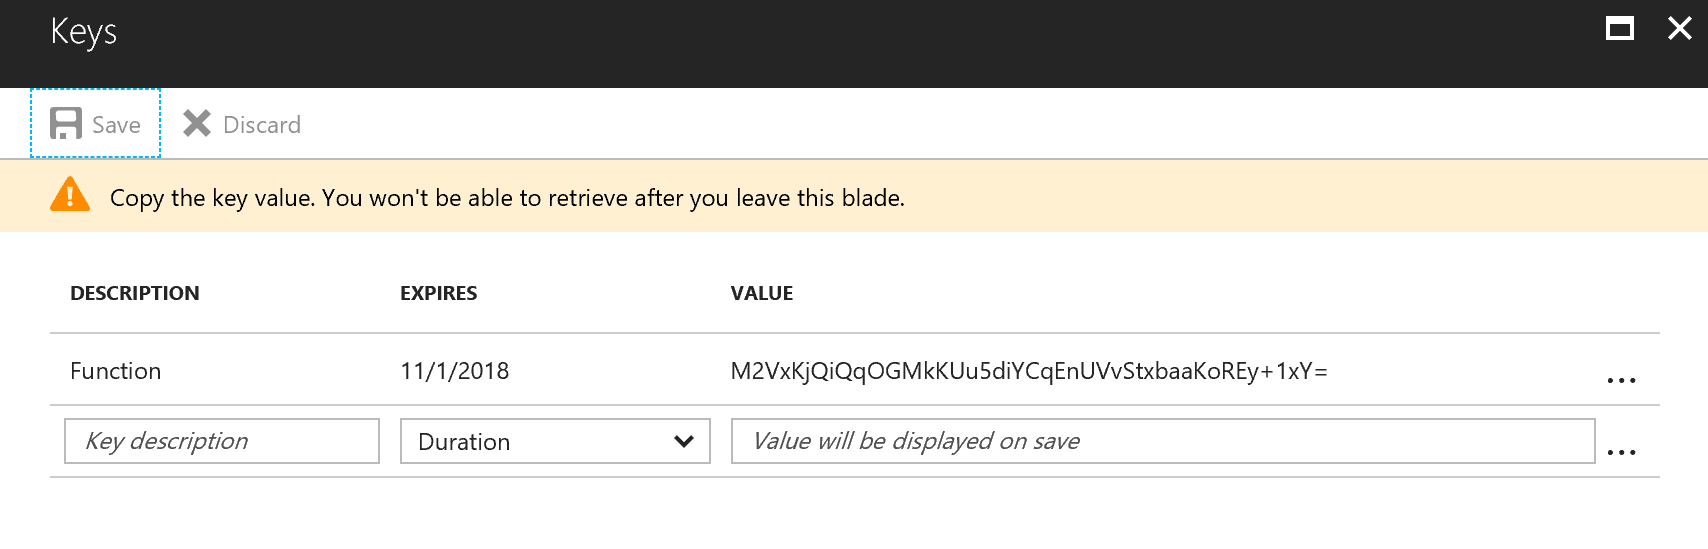 Keys
Save Discard
Copy the key value. You won't be able to retrieve after you leave this blade.
DESCRIPTION EXPIRES VALUE
Function 11/1/2018 M2VxKjQiQqOGMkKUu5diYCqEnUVvStxbaaKoREy+1xY=
Key description Duration Value will be displayed on save